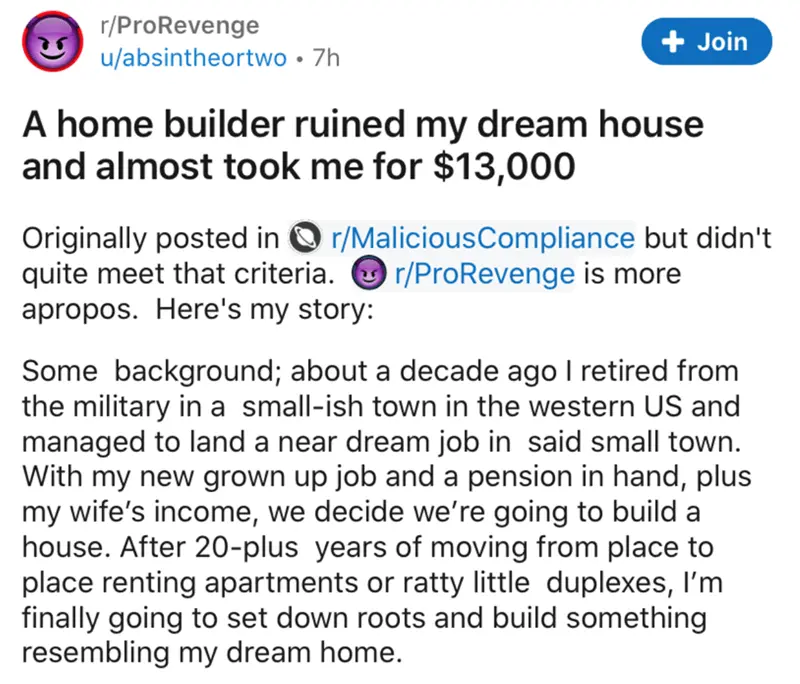 r/ProRevenge
u/absintheortwo • 7h
+ Join
A home builder ruined my dream house
and almost took me for $13,000
Originally posted in r/MaliciousCompliance but didn't
quite meet that criteria. r/ProRevenge is more
apropos. Here's my story:
Some background; about a decade ago I retired from
the military in a small-ish town in the western US and
managed to land a near dream job in said small town.
With my new grown up job and a pension in hand, plus
my wife’s income, we decide we’re going to build a
house. After 20-plus years of moving from place to
place renting apartments or ratty little duplexes, I’m
finally going to set down roots and build something
resembling my dream home.